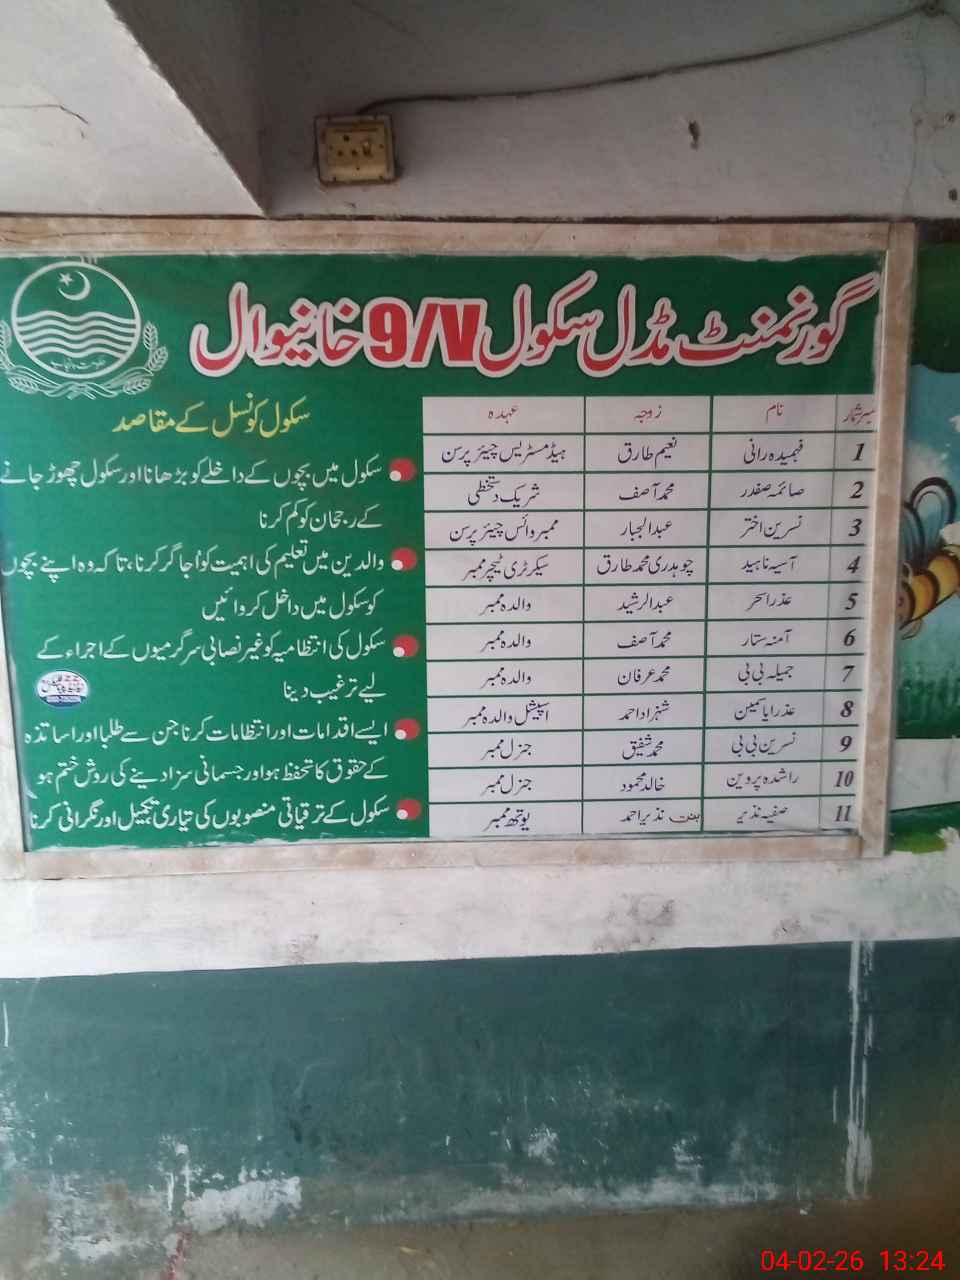 حکومت پنجاب
گورنمنٹ مڈل سکول 9/V خانیوال
نمبر شمار نام زوجہ عہدہ
1 فہمیدہ رانی نعیم طارق ہیڈ مسٹریس چیئر پرسن
2 صائمہ صفدر محمد آصف شریک دستخطی
3 نسرین اختر عبدالجبار ممبر وائس چیئر پرسن
4 آسیہ ناہید چوہدری محمد طارق سیکرٹری ٹیچر ممبر
5 عذرا سحر عبدالرشید والدہ ممبر
6 آمنہ ستار محمد آصف والدہ ممبر
7 جمیلہ بی بی محمد عرفان والدہ ممبر
8 عذرا یاسمین شہزاد احمد اسپیشل والدہ ممبر
9 نسرین بی بی محمد شفیق جنرل ممبر
10 راشدہ پروین خالد محمود جنرل ممبر
11 صفیہ نذیر بنت نذیر احمد یوتھ ممبر
سکول کونسل کے مقاصد
سکول میں بچوں کے داخلے کو بڑھانا اور سکول چھوڑ جانے
کے رجحان کو کم کرنا
والدین میں تعلیم کی اہمیت کو اُجاگر کرنا، تا کہ وہ اپنے بچوں
کو سکول میں داخل کروائیں
سکول کی انتظامیہ کو غیر نصابی سرگرمیوں کے اجراء کے
لیے ترغیب دینا
ایسے اقدامات اور انتظامات کرنا جن سے طلبا اور اساتذہ
کے حقوق کا تحفظ ہو اور جسمانی سزا دینے کی روش ختم ہو
سکول کے ترقیاتی منصوبوں کی تیاری تکمیل اور نگرانی کرنا
04-02-26 13:24